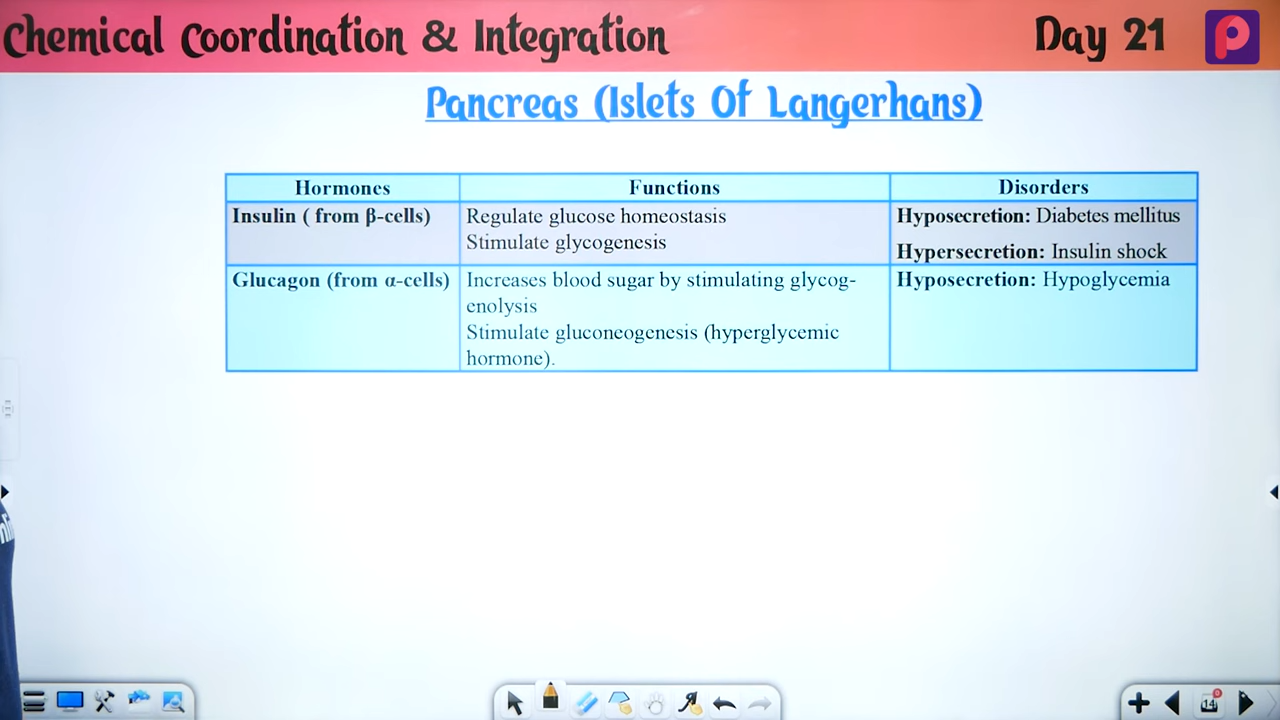 Chemical Coordination & Integration
Day 21
Pancreas (Islets Of Langerhans)
Hormones
Functions
Disorders
Insulin ( from β-cells)
Regulate glucose homeostasis
Stimulate glycogenesis
Hyposecretion: Diabetes mellitus
Hypersecretion: Insulin shock
Glucagon (from α-cells)
Increases blood sugar by stimulating glycog-
enolysis
Stimulate gluconeogenesis (hyperglycemic
hormone).
Hyposecretion: Hypoglycemia
14